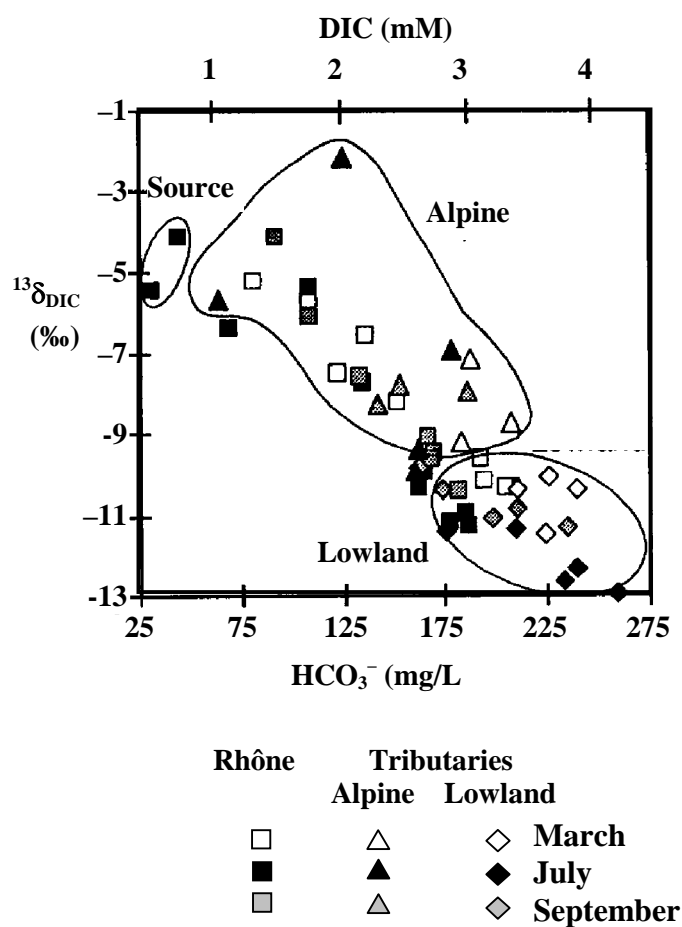 DIC (mM)
1 2 3 4
–1
–3
–5
–7
-9
–11
-13
Source
Alpine
Lowland
¹³δDIC
(‰)
25 75 125 175 225 275
HCO₃⁻ (mg/L
Rhône Tributaries
Alpine Lowland
March
July
September